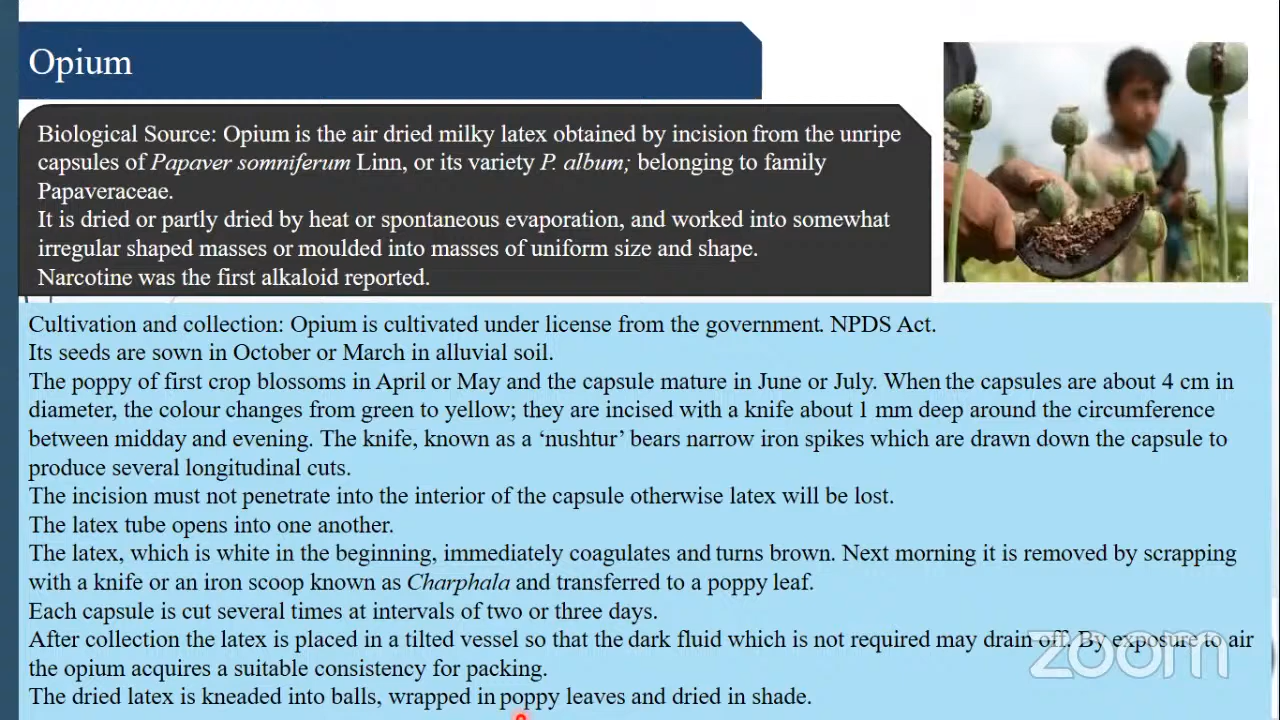 Opium
Biological Source: Opium is the air dried milky latex obtained by incision from the unripe
capsules of Papaver somniferum Linn, or its variety P. album; belonging to family
Papaveraceae.
It is dried or partly dried by heat or spontaneous evaporation, and worked into somewhat
irregular shaped masses or moulded into masses of uniform size and shape.
Narcotine was the first alkaloid reported.
Cultivation and collection: Opium is cultivated under license from the government. NPDS Act.
Its seeds are sown in October or March in alluvial soil.
The poppy of first crop blossoms in April or May and the capsule mature in June or July. When the capsules are about 4 cm in
diameter, the colour changes from green to yellow; they are incised with a knife about 1 mm deep around the circumference
between midday and evening. The knife, known as a ‘nushtur’ bears narrow iron spikes which are drawn down the capsule to
produce several longitudinal cuts.
The incision must not penetrate into the interior of the capsule otherwise latex will be lost.
The latex tube opens into one another.
The latex, which is white in the beginning, immediately coagulates and turns brown. Next morning it is removed by scrapping
with a knife or an iron scoop known as Charphala and transferred to a poppy leaf.
Each capsule is cut several times at intervals of two or three days.
After collection the latex is placed in a tilted vessel so that the dark fluid which is not required may drain off. By exposure to air
the opium acquires a suitable consistency for packing.
The dried latex is kneaded into balls, wrapped in poppy leaves and dried in shade.
zoom